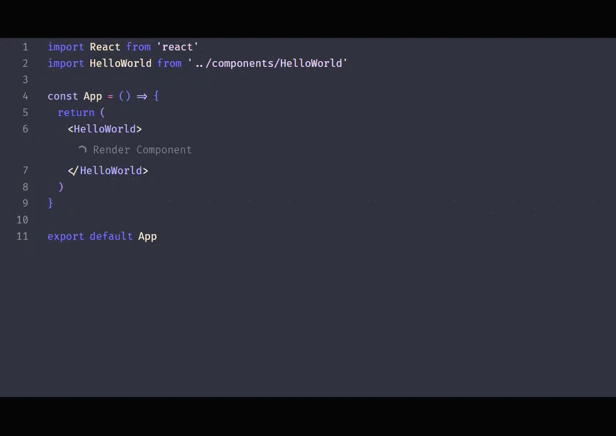 1 import React from 'react'
2 import HelloWorld from '../components/HelloWorld'
3
4 const App = () => {
5 return (
6 <HelloWorld>
Render Component
7 </HelloWorld>
8 )
9 }
10
11 export default App